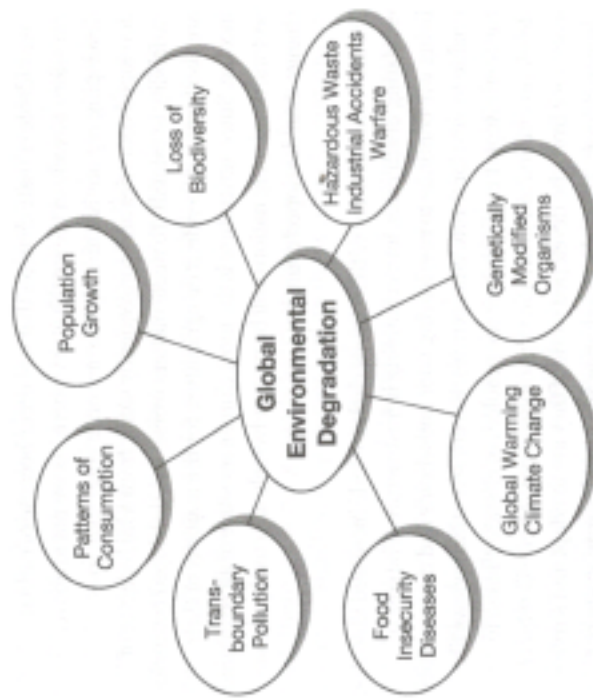 Population
Growth
Patterns of
Consumption
Loss of
Biodiversity
Trans-
boundary
Pollution
Global
Environmental
Degradation
Hazardous Waste
Industrial Accidents
Warfare
Food
Insecurity
Diseases
Global Warming
Climate Change
Genetically
Modified
Organisms